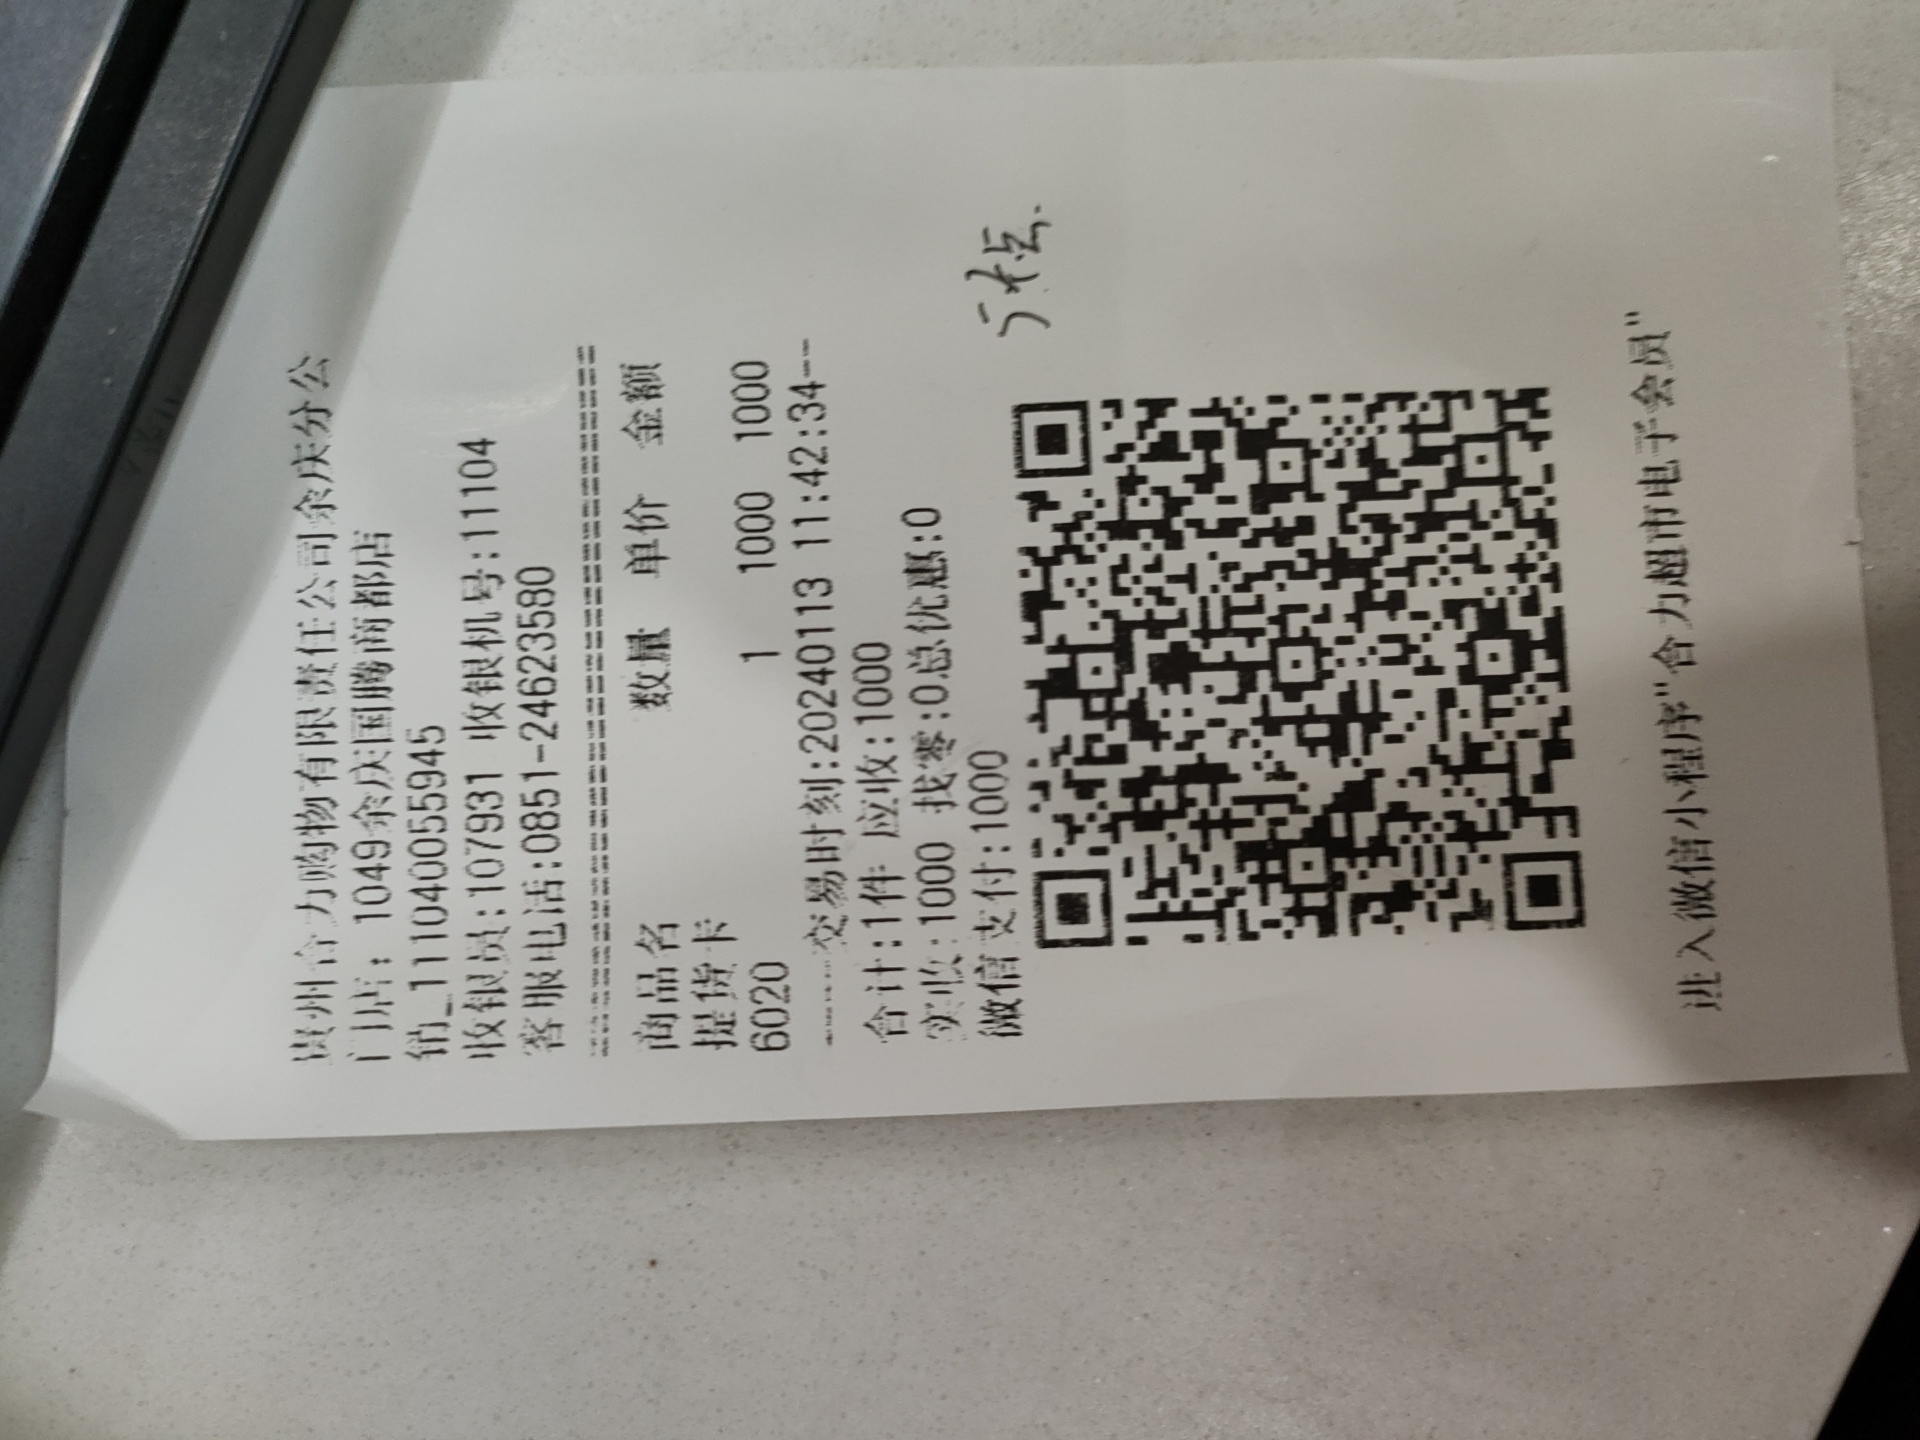 贵州合力购物有限责任公司余庆分公
门店: 1049余庆国腾商都店
销_111040055945
收银员:1079931 收银机号:11104
客服电话:0851-24623580
商品名 数量 单价 金额
提货卡
6020 1 1000 1000
----交易时刻:20240113 11:42:34--
合计:1件 应收:1000
实收:1000 找零:0总优惠:0
微信支付:1000
进入微信小程序"合力超市电子会员"